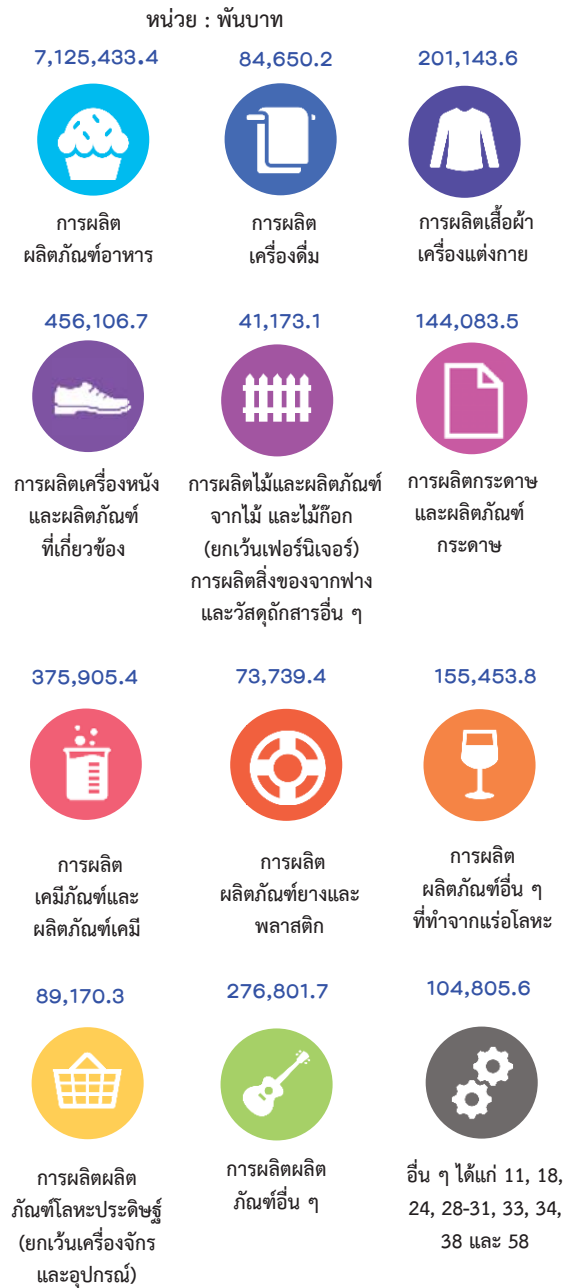 หน่วย : พันบาท
7,125,433.4
84,650.2
201,143.6
การผลิต
ผลิตภัณฑ์อาหาร
การผลิต
เครื่องดื่ม
การผลิตเสื้อผ้า
เครื่องแต่งกาย
456,106.7
41,173.1
144,083.5
การผลิตเครื่องหนัง
และผลิตภัณฑ์
ที่เกี่ยวข้อง
การผลิตไม้และผลิตภัณฑ์
จากไม้ และไม้ก๊อก
(ยกเว้นเฟอร์นิเจอร์)
การผลิตสิ่งของจากฟาง
และวัสดุถักสารอื่น ๆ
การผลิตกระดาษ
และผลิตภัณฑ์
กระดาษ
375,905.4
73,739.4
155,453.8
การผลิต
เคมีภัณฑ์และ
ผลิตภัณฑ์เคมี
การผลิต
ผลิตภัณฑ์ยางและ
พลาสติก
การผลิต
ผลิตภัณฑ์อื่น ๆ
ที่ทำจากแร่อโลหะ
89,170.3
276,801.7
104,805.6
การผลิตผลิต
ภัณฑ์โลหะประดิษฐ์
(ยกเว้นเครื่องจักร
และอุปกรณ์)
การผลิตผลิต
ภัณฑ์อื่น ๆ
อื่น ๆ ได้แก่ 11, 18,
24, 28-31, 33, 34,
38 และ 58